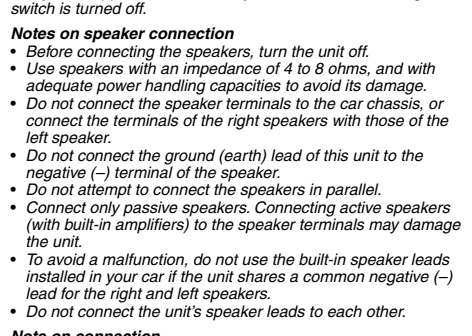 switch is turned off.
Notes on speaker connection
• Before connecting the speakers, turn the unit off.
• Use speakers with an impedance of 4 to 8 ohms, and with
adequate power handling capacities to avoid its damage.
• Do not connect the speaker terminals to the car chassis, or
connect the terminals of the right speakers with those of the
left speaker.
• Do not connect the ground (earth) lead of this unit to the
negative (–) terminal of the speaker.
• Do not attempt to connect the speakers in parallel.
• Connect only passive speakers. Connecting active speakers
(with built-in amplifiers) to the speaker terminals may damage
the unit.
• To avoid a malfunction, do not use the built-in speaker leads
installed in your car if the unit shares a common negative (–)
lead for the right and left speakers.
• Do not connect the unit's speaker leads to each other.
Note on connection